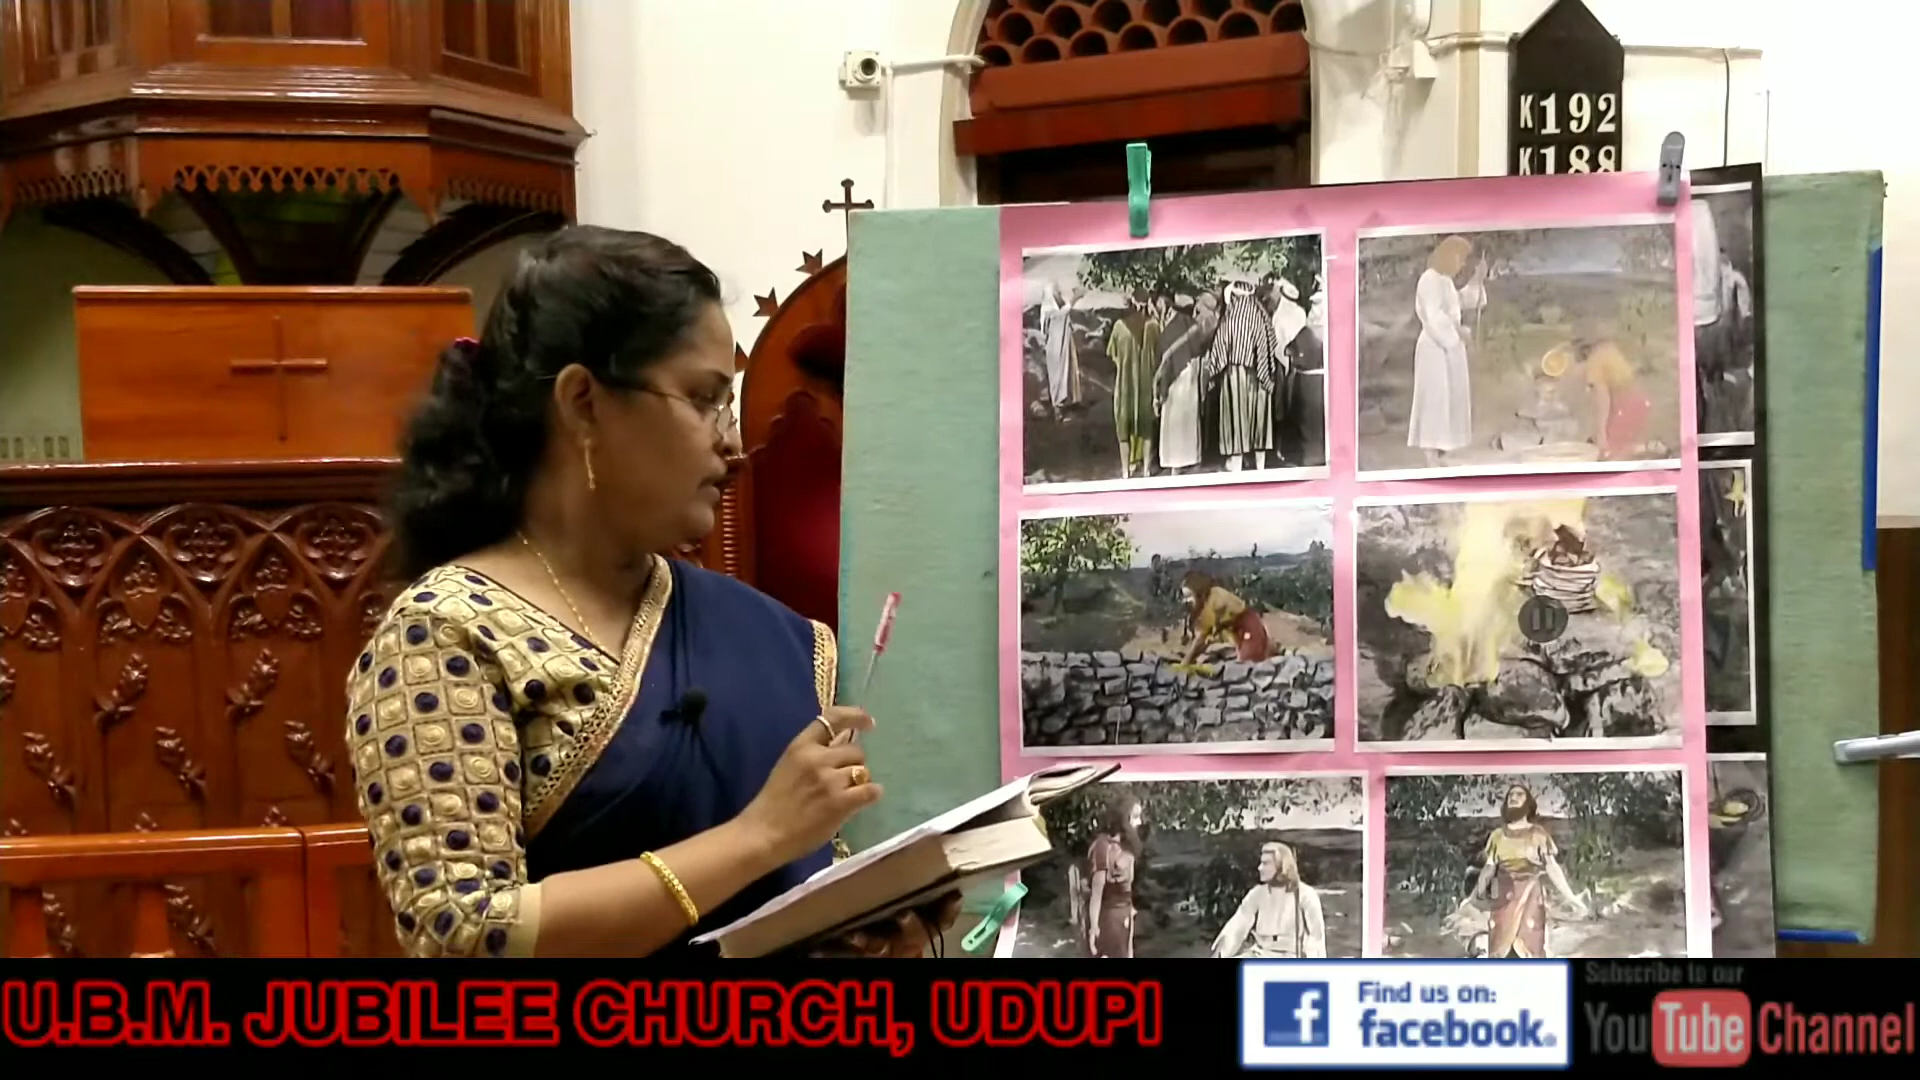 K192
K188
U.B.M. JUBILEE CHURCH, UDUPI
Find us on:
facebook.
Subscribe to our
YouTube Channel